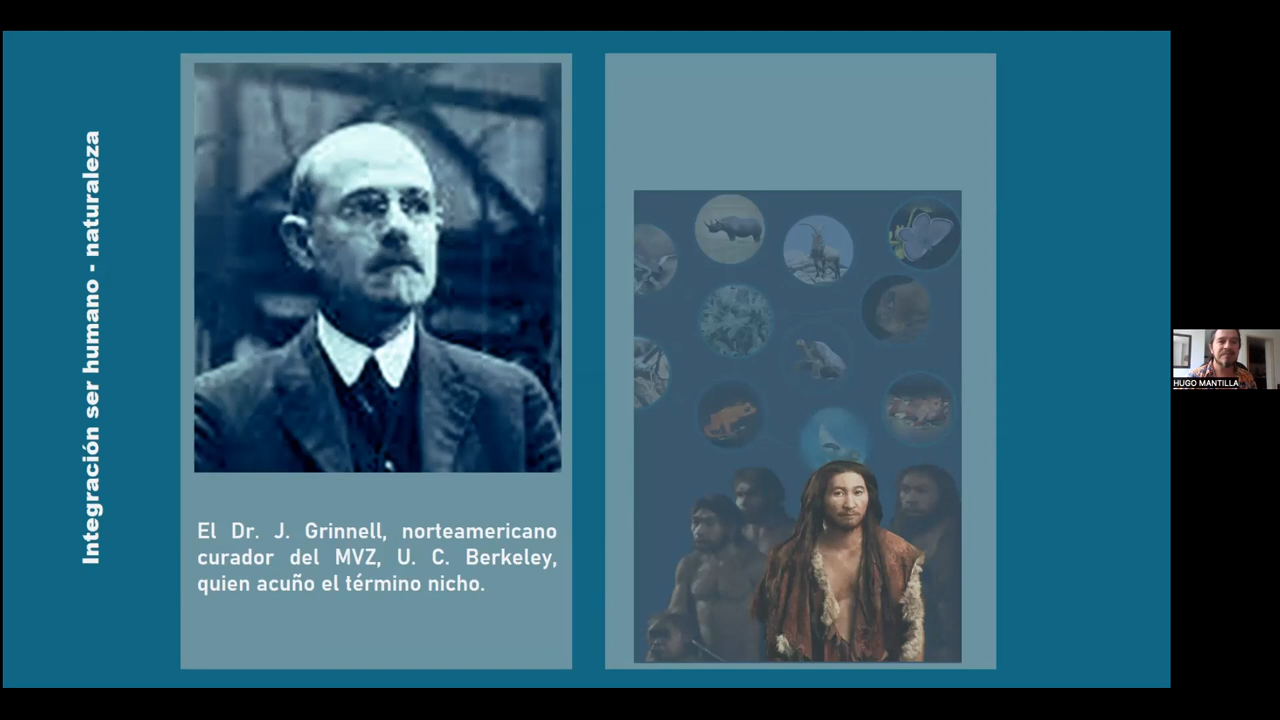 Integración ser humano - naturaleza
El Dr. J. Grinnell, norteamericano
curador del MVZ, U. C. Berkeley,
quien acuño el término nicho.
HUGO MANTILLA